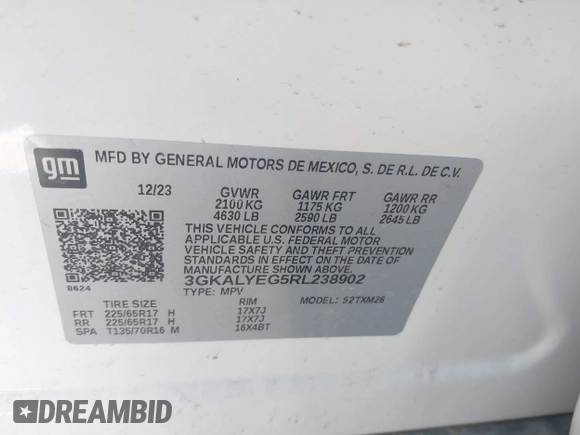 gm
MFD BY GENERAL MOTORS DE MEXICO, S. DE R.L. DE C.V.
12/23 GVWR GAWR FRT GAWR RR
2100 KG 1175 KG 1200 KG
4630 LB 2590 LB 2645 LB
THIS VEHICLE CONFORMS TO ALL
APPLICABLE U.S. FEDERAL MOTOR
VEHICLE SAFETY AND THEFT PREVENTION
STANDARDS IN EFFECT ON THE DATE OF
MANUFACTURE SHOWN ABOVE.
8624 3GKALYEG5RL238902
TYPE: MPV MODEL: 52TXM26
TIRE SIZE RIM
FRT 225/65R17 H 17X7J
RR 225/65R17 H 17X7J
SPA T135/70R16 M 16X4BT
DREAMBID